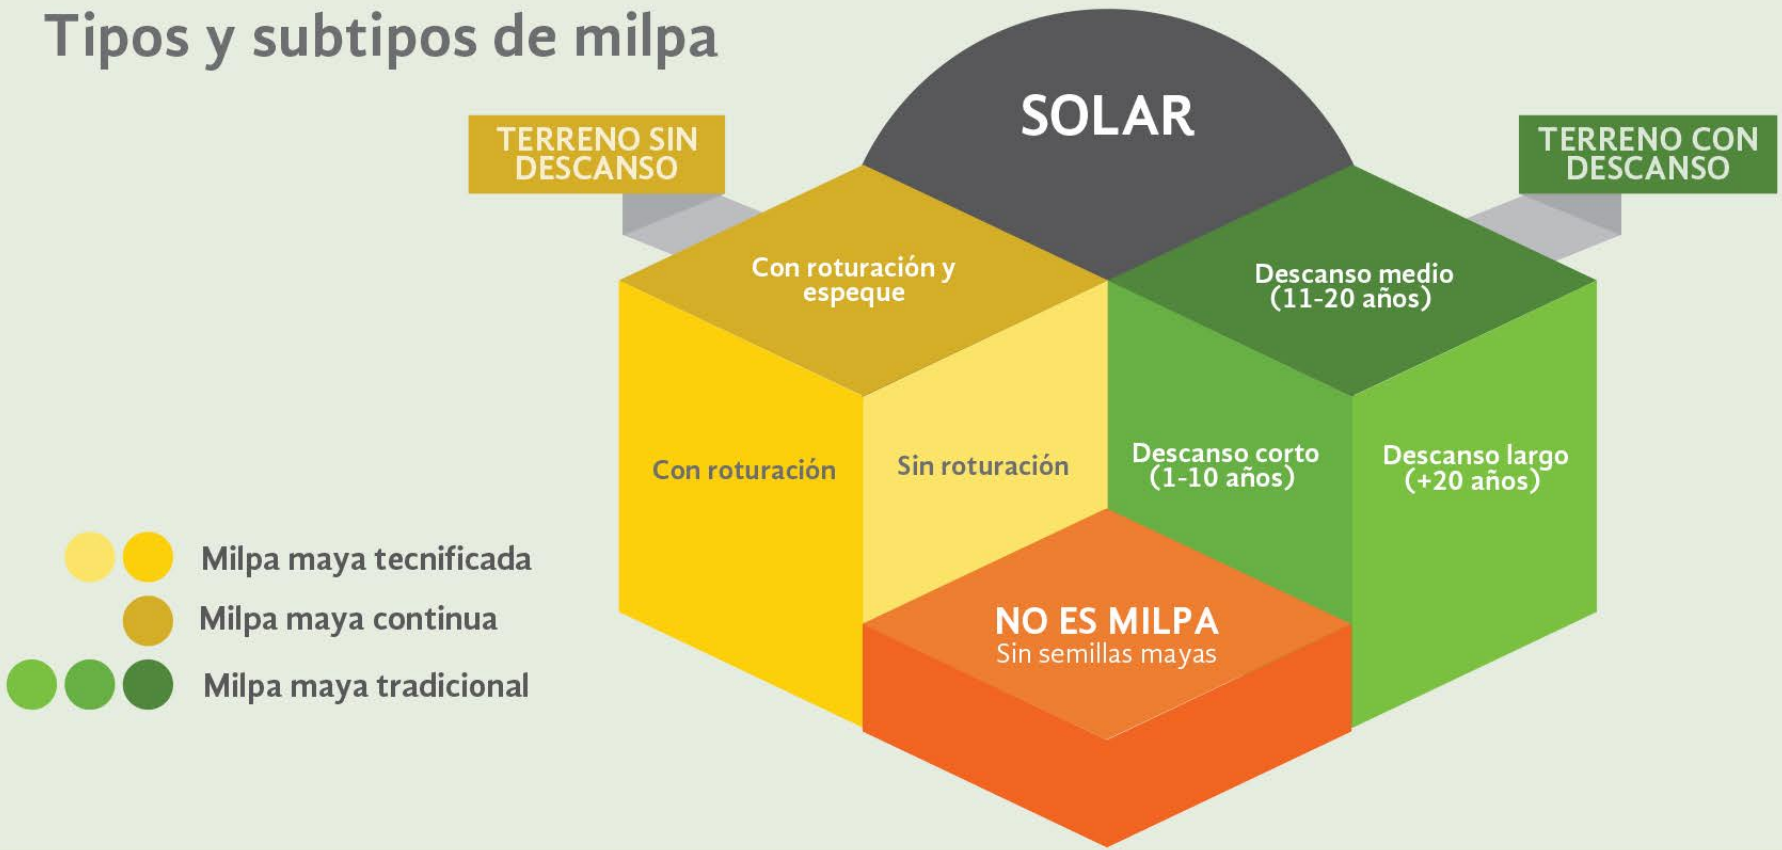 Tipos y subtipos de milpa
SOLAR
TERRENO SIN
DESCANSO
TERRENO CON
DESCANSO
Con roturación y
espeque
Descanso medio
(11-20 años)
Con roturación
Sin roturación
Descanso corto
(1-10 años)
Descanso largo
(+20 años)
NO ES MILPA
Sin semillas mayas
Milpa maya tecnificada
Milpa maya continua
Milpa maya tradicional